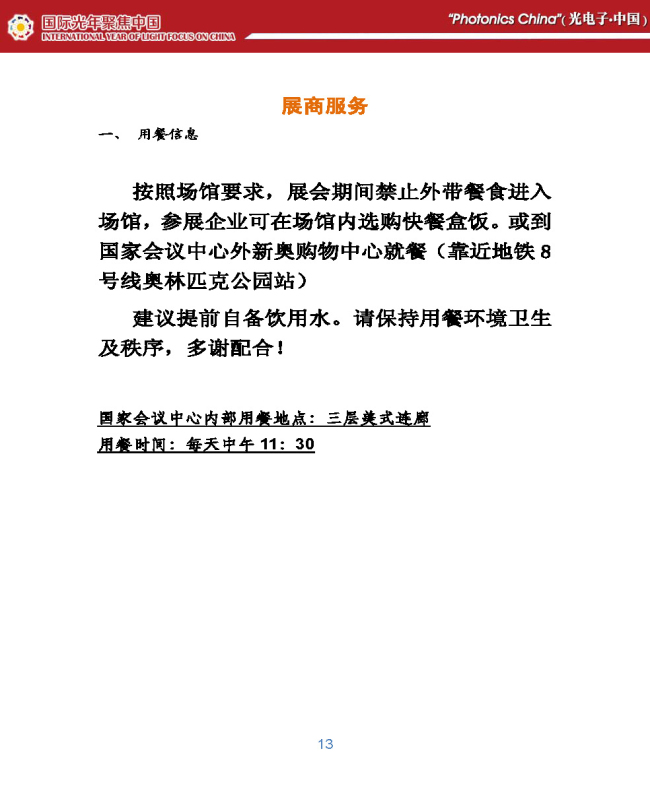 国际光年聚焦中国
INTERNATIONAL YEAR OF LIGHT FOCUS ON CHINA
“Photonics China”(光电子·中国)
展商服务
一、 用餐信息
按照场馆要求，展会期间禁止外带餐食进入
场馆，参展企业可在场馆内选购快餐盒饭。或到
国家会议中心外新奥购物中心就餐（靠近地铁 8
号线奥林匹克公园站）
建议提前自备饮用水。请保持用餐环境卫生
及秩序，多谢配合！
国家会议中心内部用餐地点：三层美式连廊
用餐时间：每天中午 11：30
13